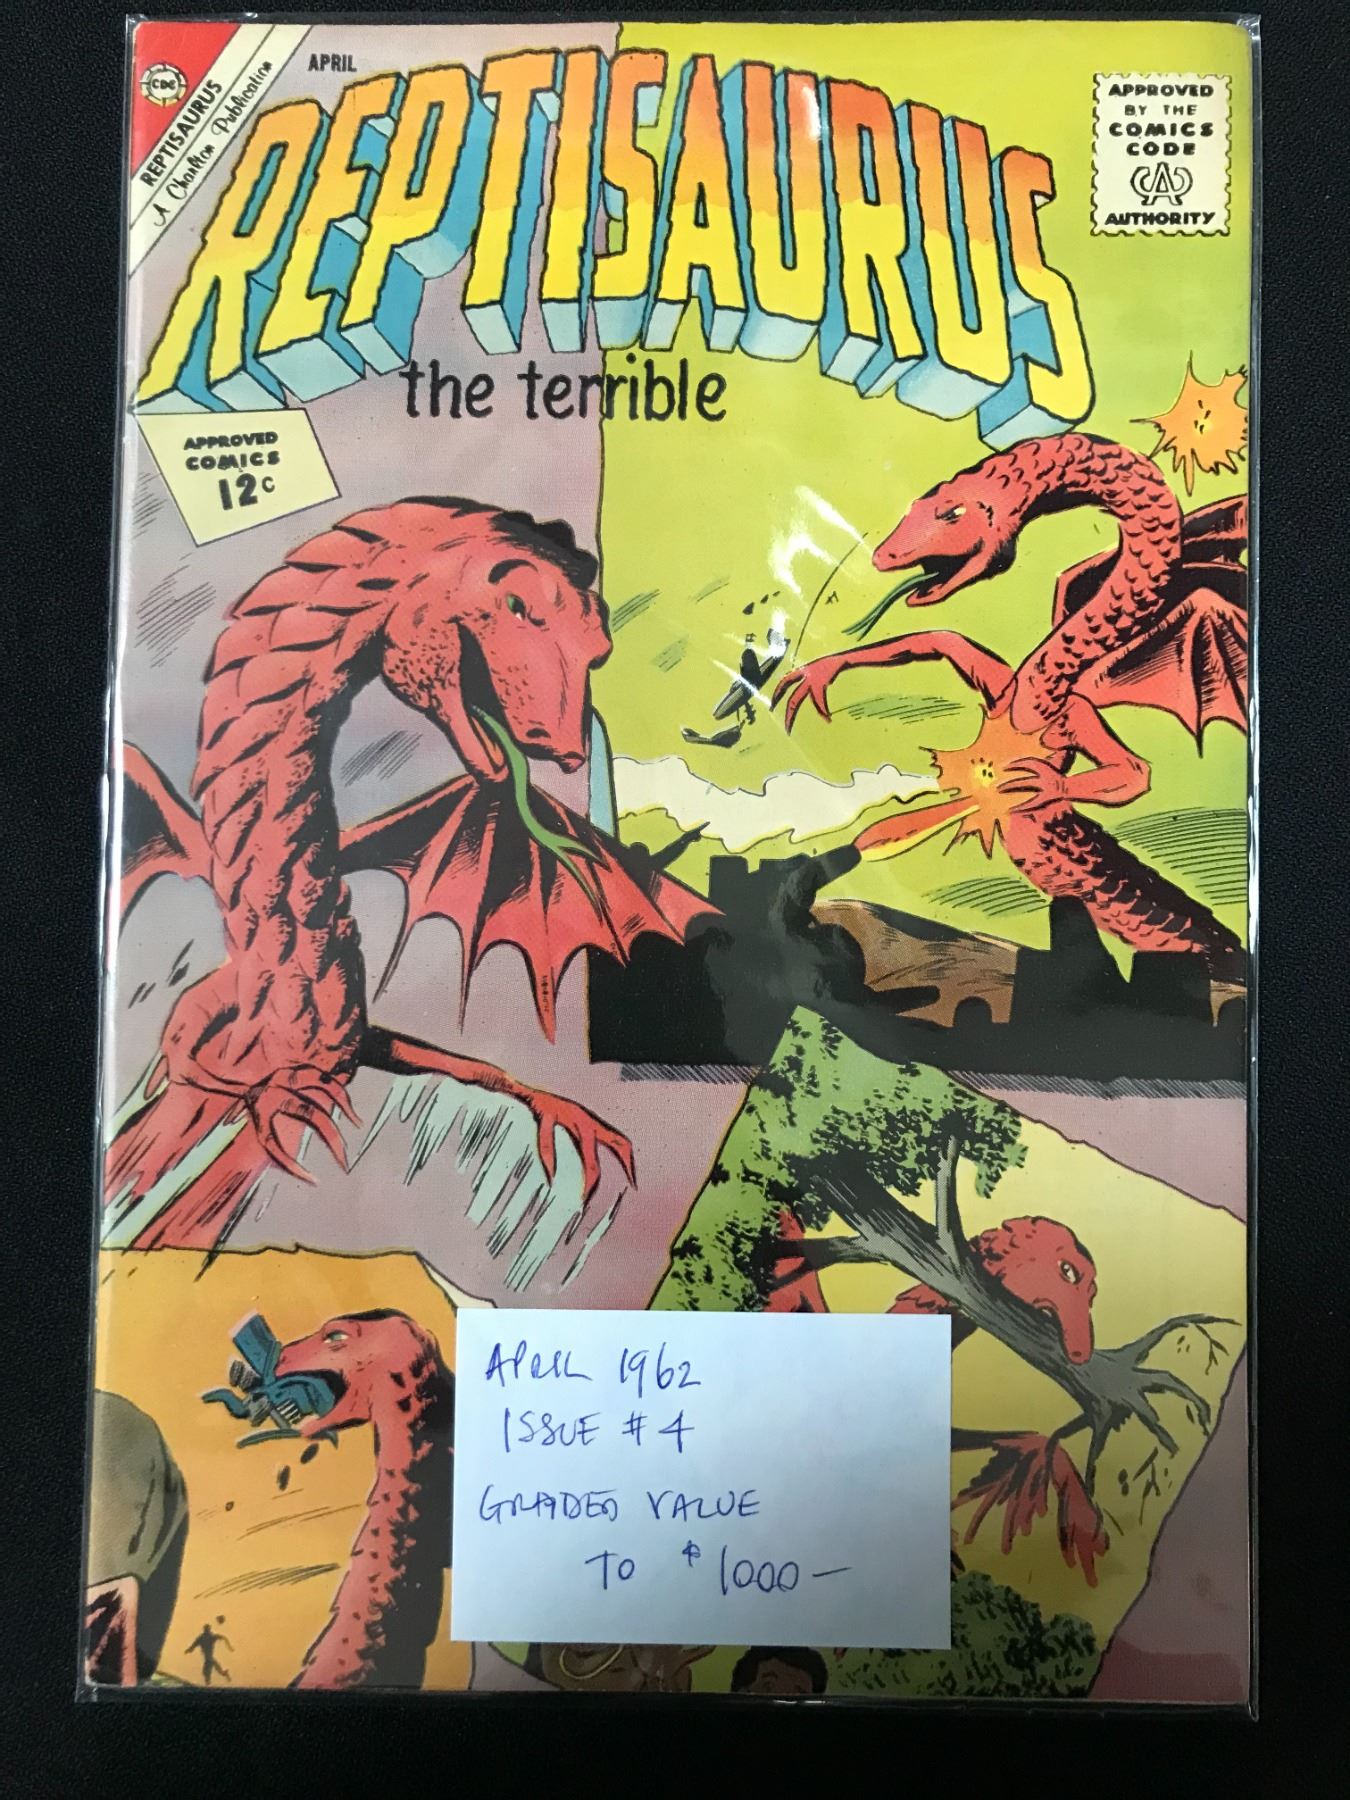 CDC
REPTISAURUS
A Charlton Publication
APRIL
REPTISAURUS
the terrible
APPROVED
BY THE
COMICS
CODE
CA
AUTHORITY
APPROVED
COMICS
12c
APRIL 1962
ISSUE # 4
GRADED VALUE
TO $1000-